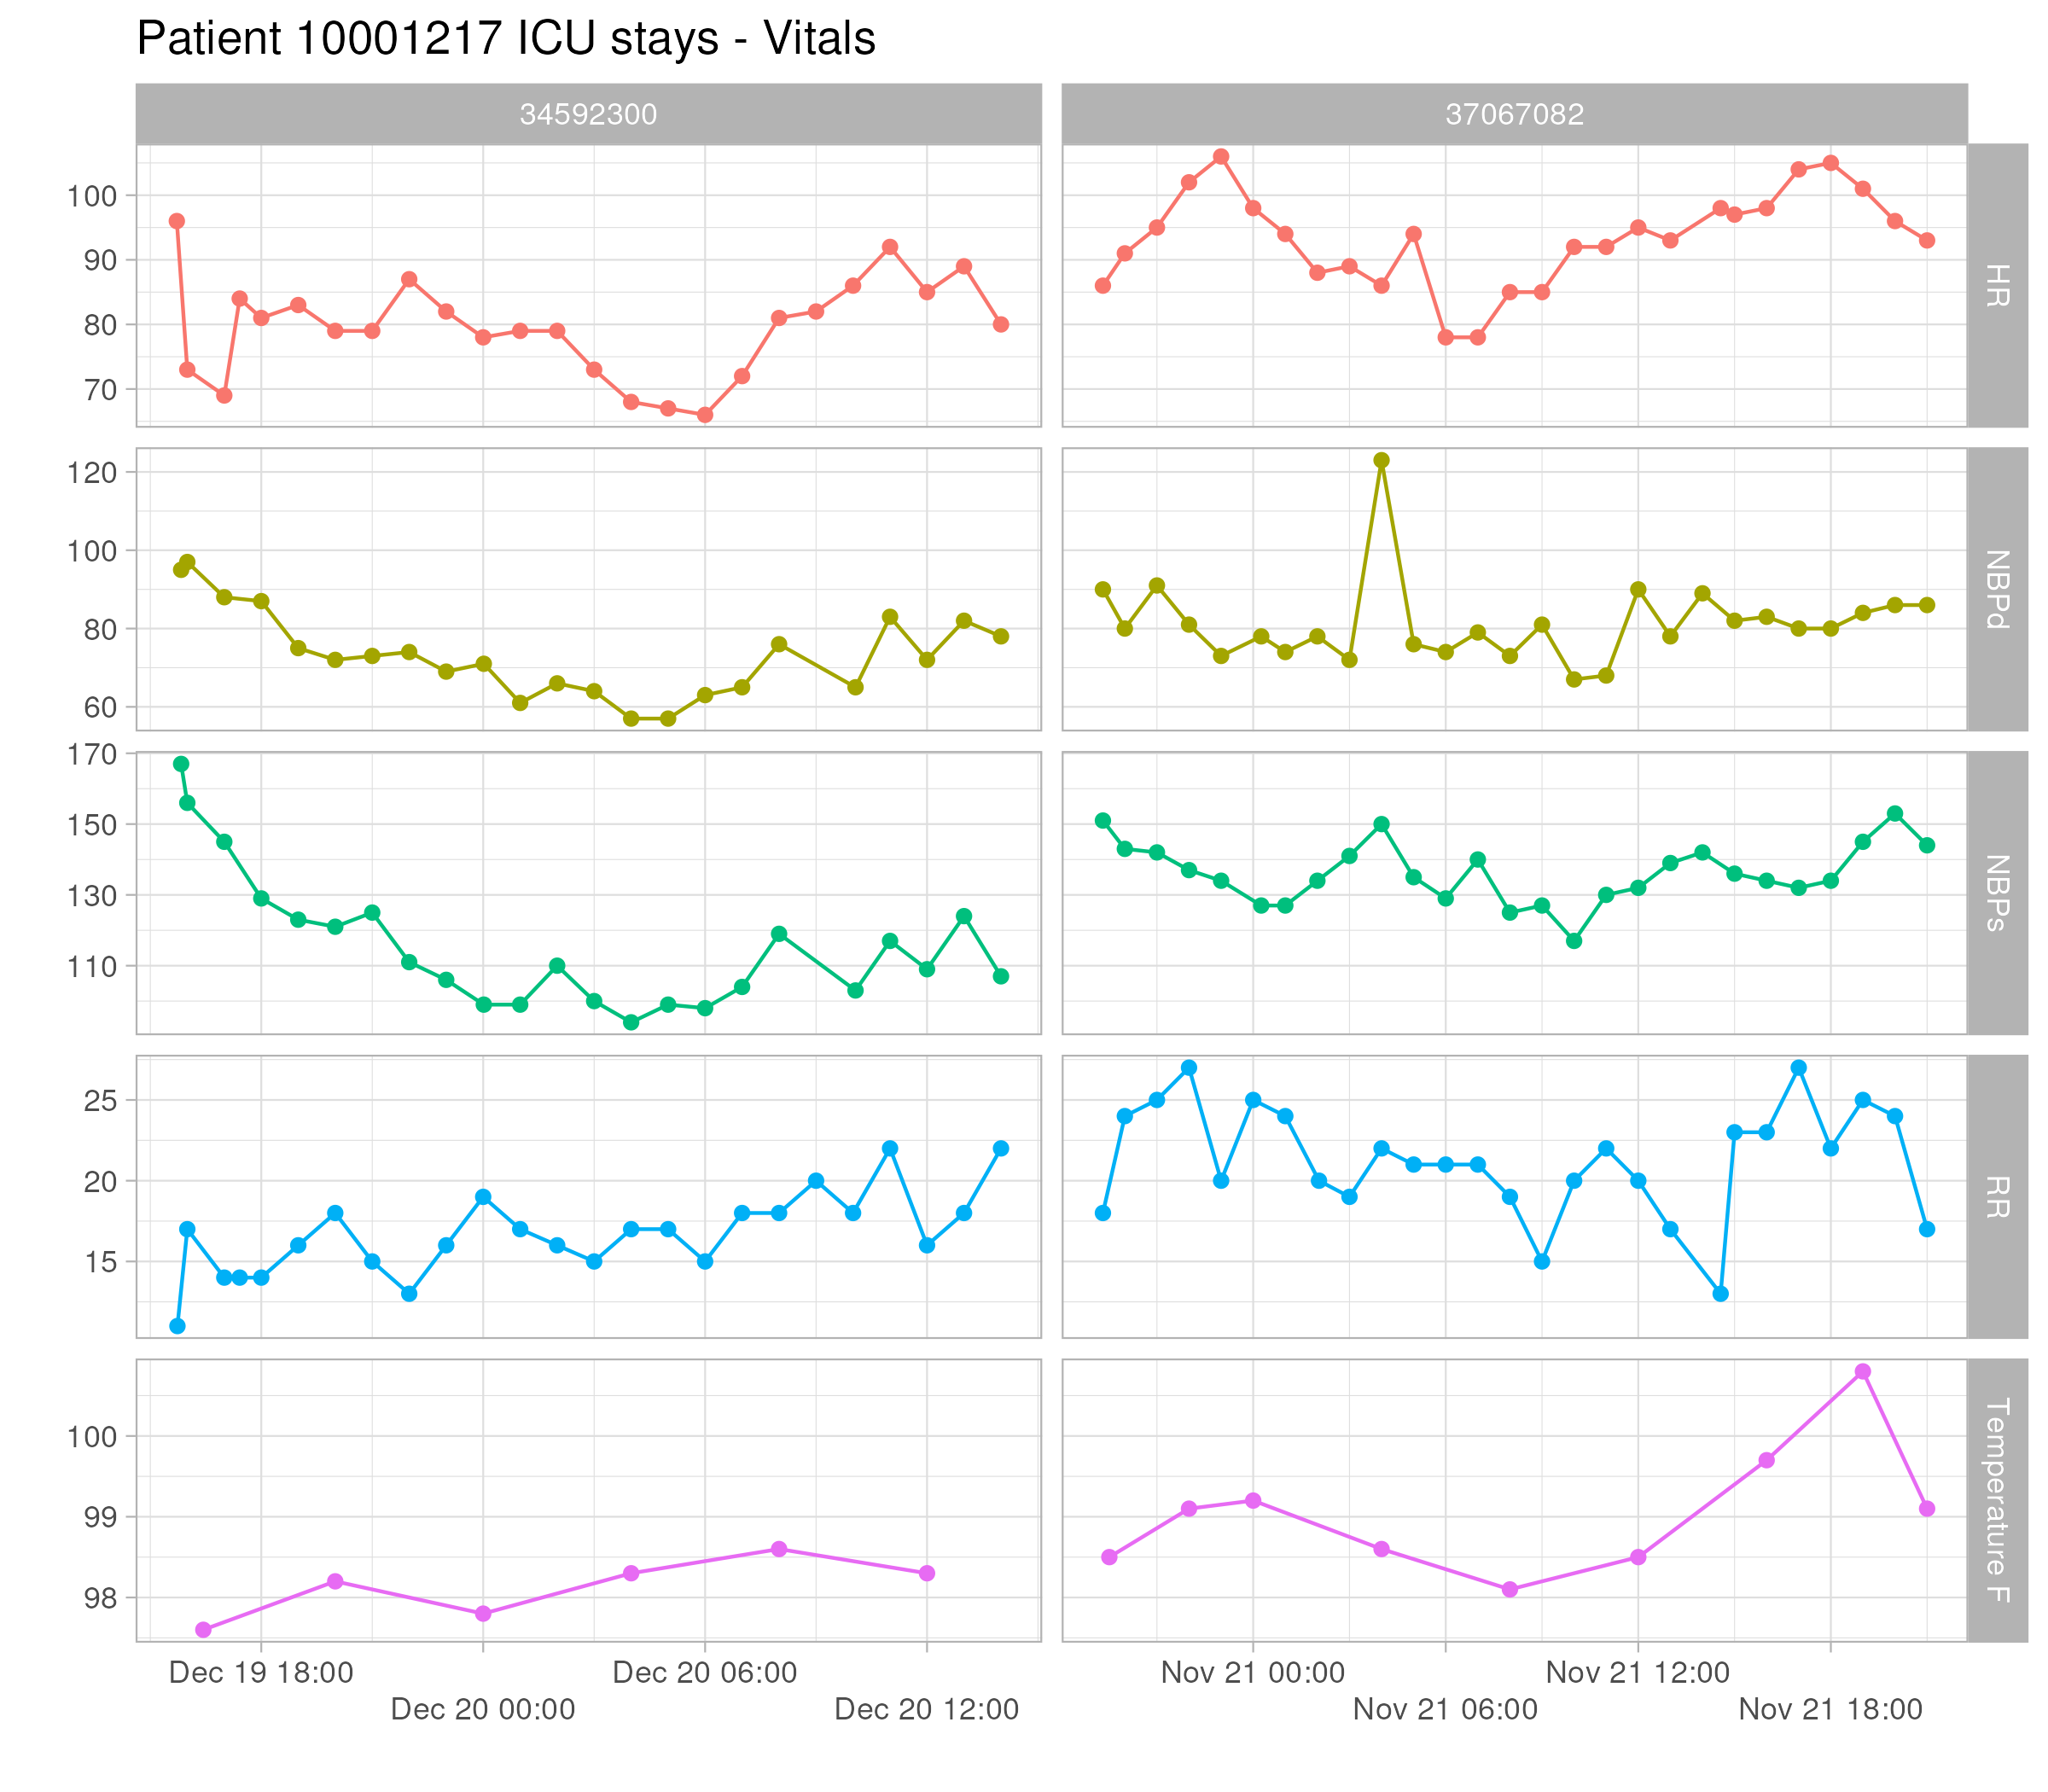 Patient 10001217 ICU stays - Vitals
34592300
37067082
100
90
80
70
HR
120
100
80
60
NBPd
170
150
130
110
NBPs
25
20
15
RR
100
99
98
Temperature F
Dec 19 18:00
Dec 20 00:00
Dec 20 06:00
Dec 20 12:00
Nov 21 00:00
Nov 21 06:00
Nov 21 12:00
Nov 21 18:00